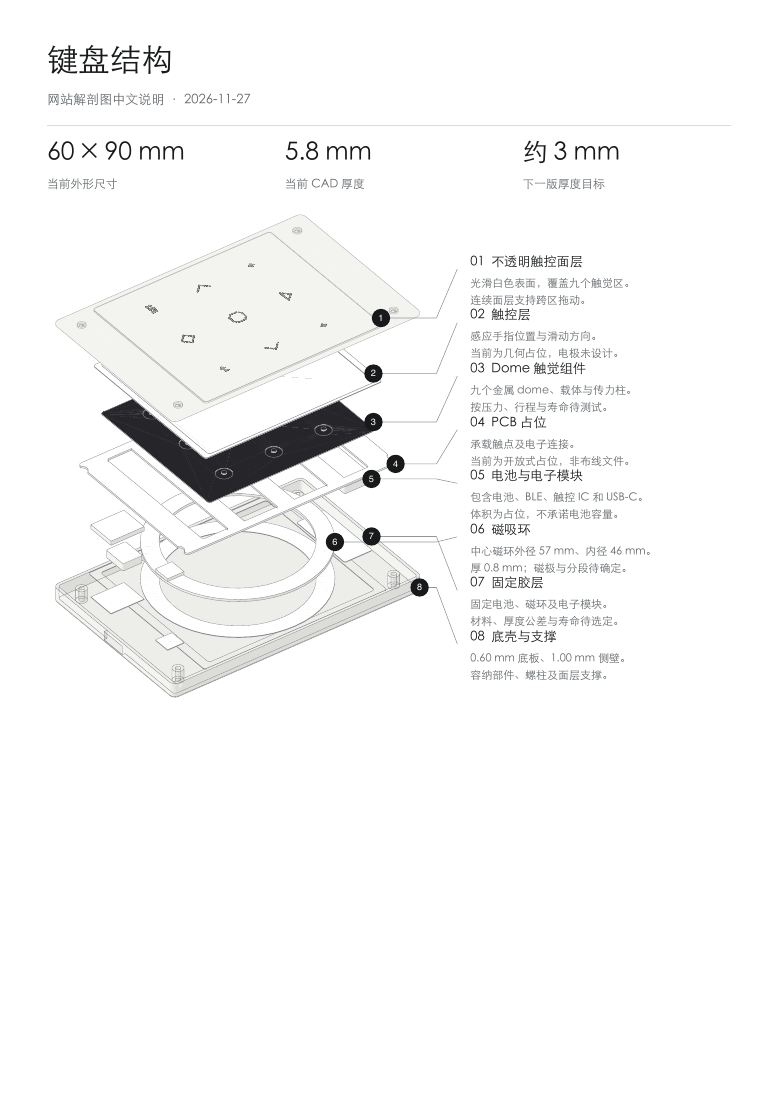 键盘结构
网站解剖图中文说明 · 2026-11-27
60 × 90 mm
当前外形尺寸
5.8 mm
当前 CAD 厚度
约 3 mm
下一版厚度目标
1
2
3
4
5
6
7
8
01 不透明触控面层
光滑白色表面，覆盖九个触觉区。
连续面层支持跨区拖动。
02 触控层
感应手指位置与滑动方向。
当前为几何占位，电极未设计。
03 Dome 触觉组件
九个金属 dome、载体与传力柱。
按压力、行程与寿命待测试。
04 PCB 占位
承载触点及电子连接。
当前为开放式占位，非布线文件。
05 电池与电子模块
包含电池、BLE、触控 IC 和 USB-C。
体积为占位，不承诺电池容量。
06 磁吸环
中心磁环外径 57 mm、内径 46 mm。
厚 0.8 mm；磁极与分段待确定。
07 固定胶层
固定电池、磁环及电子模块。
材料、厚度公差与寿命待选定。
08 底壳与支撑
0.60 mm 底板、1.00 mm 侧壁。
容纳部件、螺柱及面层支撑。